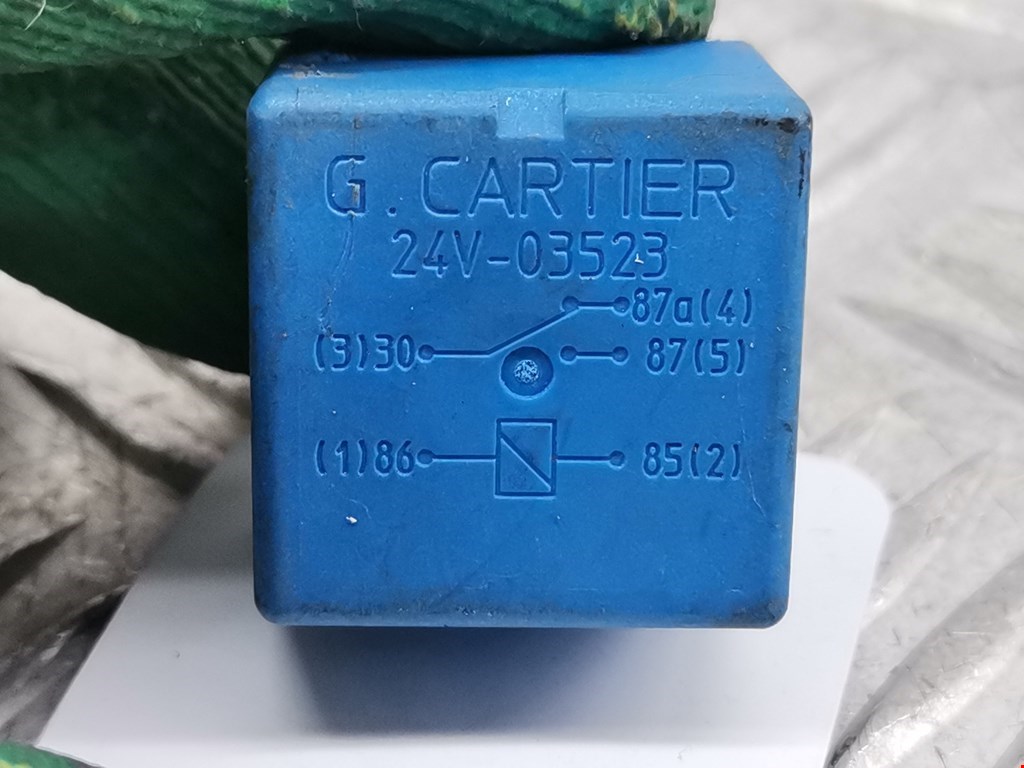 G. CARTIER
24V-03523
87a(4)
(3)30 87(5)
(1)86 85(2)